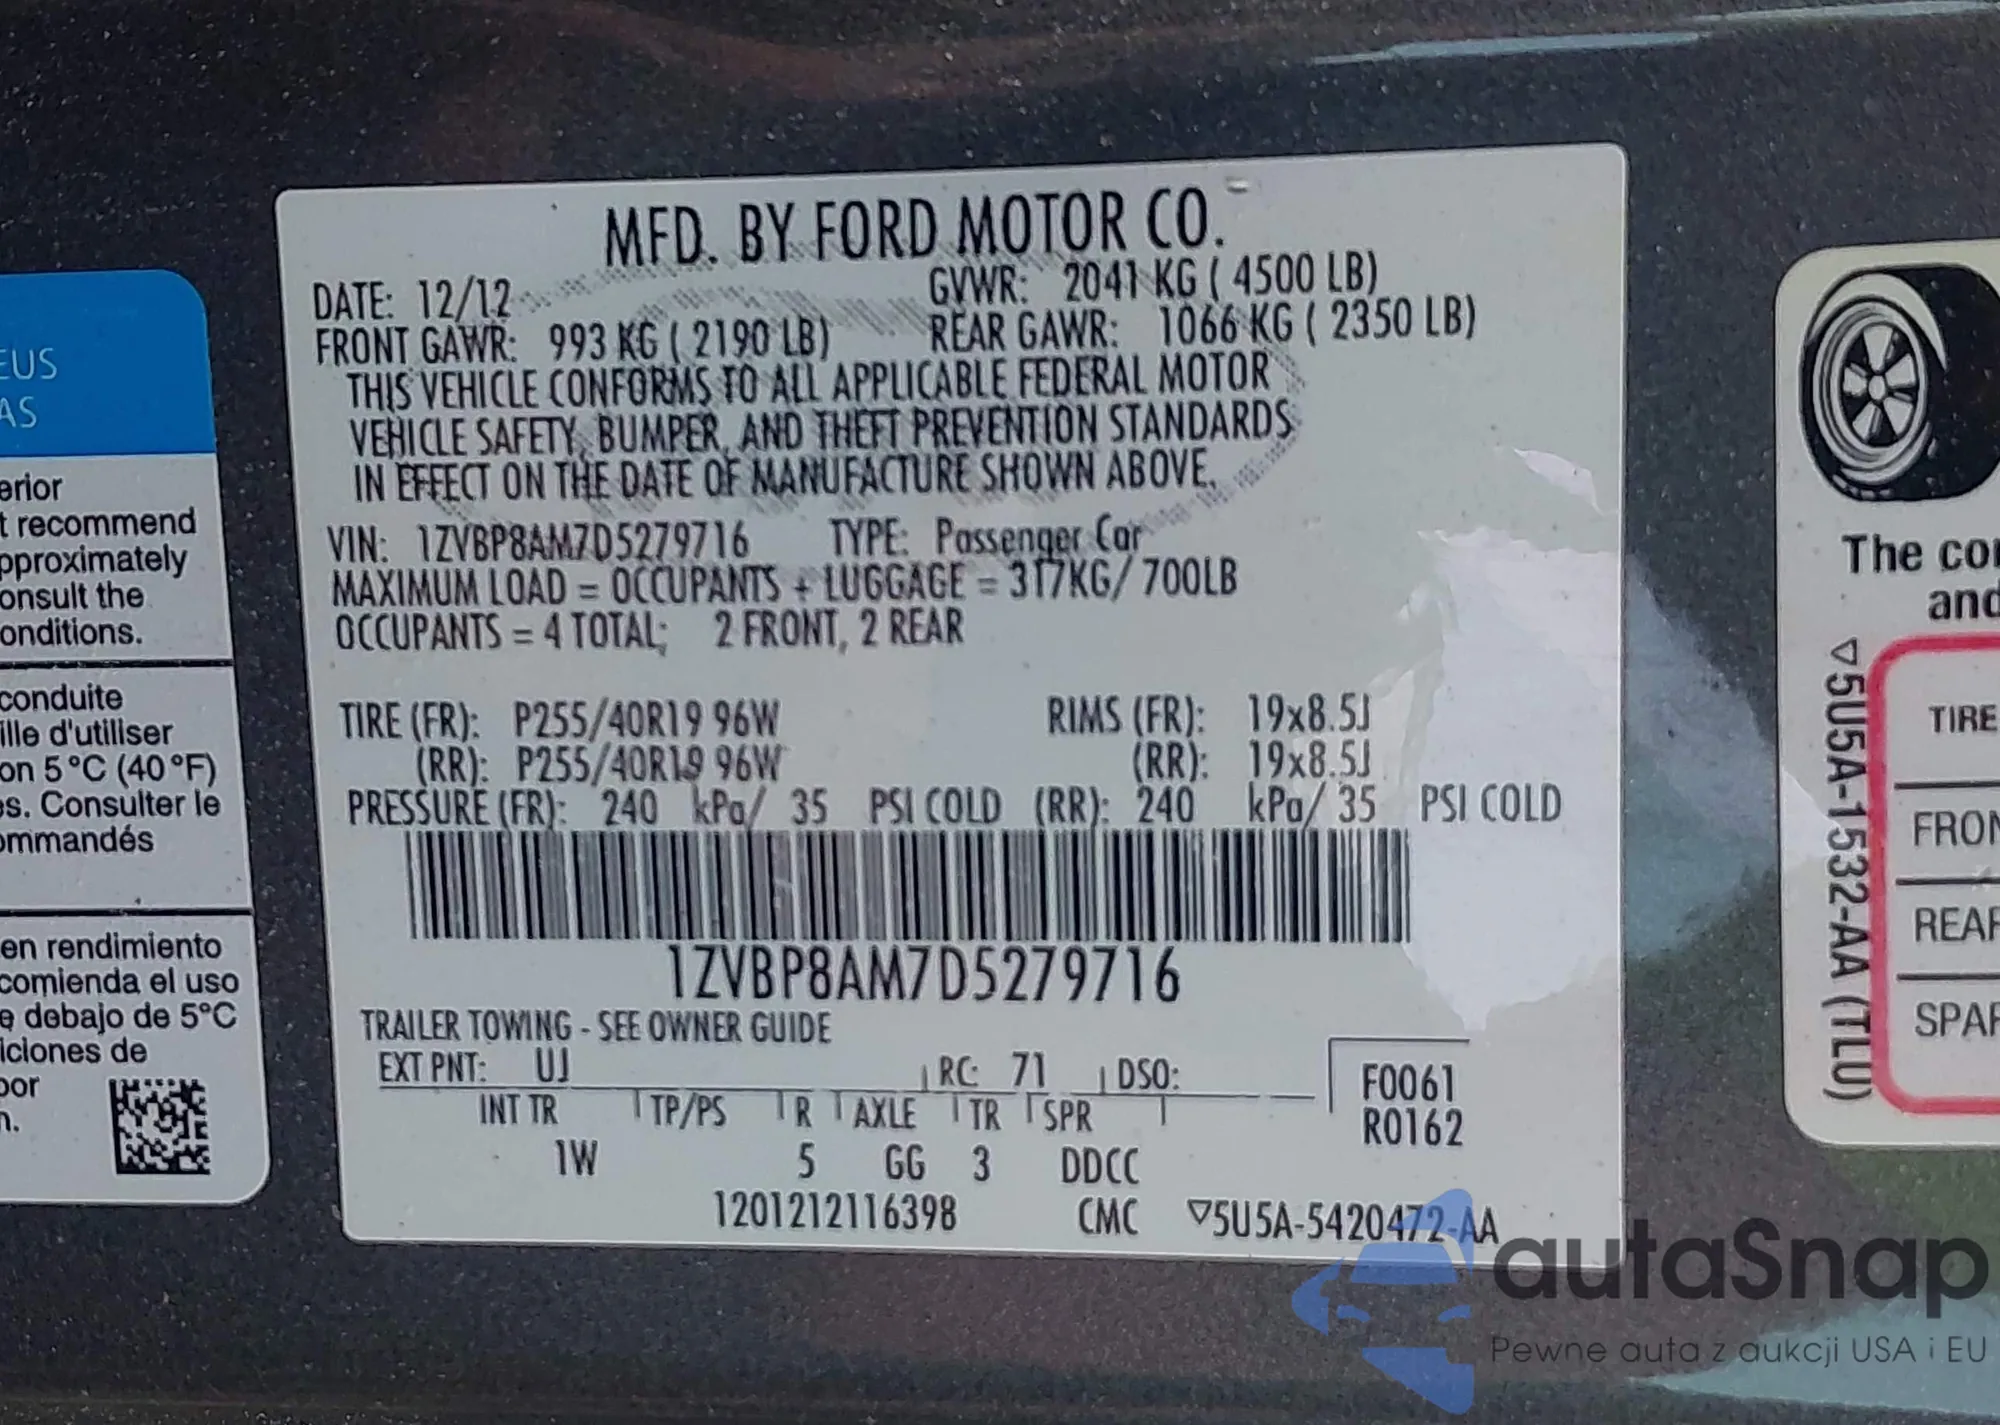 MFD. BY FORD MOTOR CO.
DATE: 12/12 GVWR: 2041 KG ( 4500 LB)
FRONT GAWR: 993 KG ( 2190 LB) REAR GAWR: 1066 KG ( 2350 LB)
THIS VEHICLE CONFORMS TO ALL APPLICABLE FEDERAL MOTOR
VEHICLE SAFETY, BUMPER, AND THEFT PREVENTION STANDARDS
IN EFFECT ON THE DATE OF MANUFACTURE SHOWN ABOVE.
VIN: 1ZVBP8AM7D5279716 TYPE: Passenger Car
MAXIMUM LOAD = OCCUPANTS + LUGGAGE = 317KG/ 700LB
OCCUPANTS = 4 TOTAL; 2 FRONT, 2 REAR
TIRE (FR): P255/40R19 96W RIMS (FR): 19x8.5J
(RR): P255/40R19 96W (RR): 19x8.5J
PRESSURE (FR): 240 kPa/ 35 PSI COLD (RR): 240 kPa/ 35 PSI COLD
1ZVBP8AM7D5279716
TRAILER TOWING - SEE OWNER GUIDE
EXT PNT: UJ RC: 71 DSO:
INT TR TP/PS R AXLE TR SPR
F0061
R0162
1W 5 GG 3 DDCC
1201212116398 CMC ▽5U5A-5420472-AA
EUS
AS
erior
t recommend
pproximately
onsult the
onditions.
conduite
ille d'utiliser
on 5°C (40°F)
es. Consulter le
ommandés
en rendimiento
comienda el uso
e debajo de 5°C
iciones de
por
n.
The co
and
▽5U5A-1532-AA (TLU)
TIRE
FRON
REAR
SPAR
autaSnap
Pewne auta z aukcji USA i EU